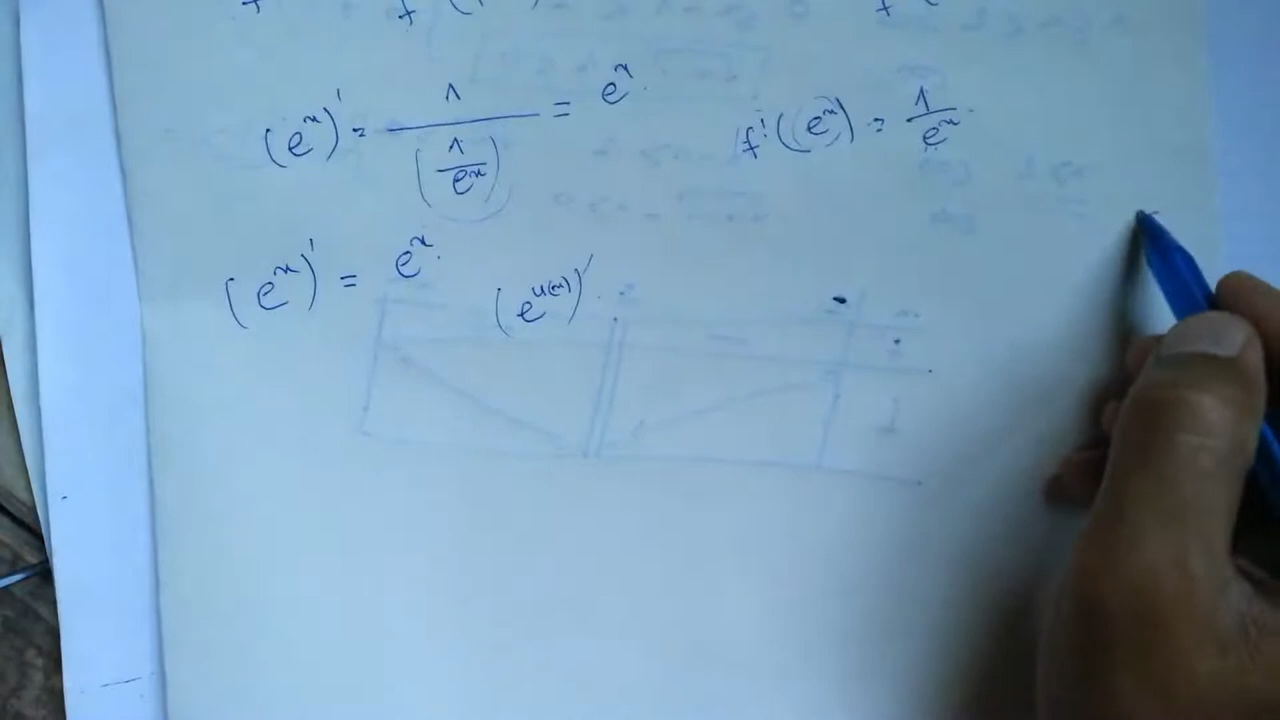 (e^x)' = 1 / (1/e^x) = e^x. f'(e^x) = 1/e^x.
(e^x)' = e^x. (e^{u(x)})'.